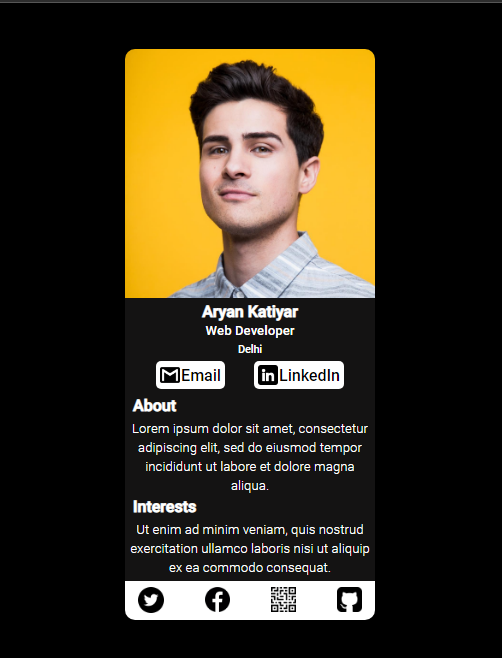 Aryan Katiyar
Web Developer
Delhi
Email
LinkedIn
About
Lorem ipsum dolor sit amet, consectetur
adipiscing elit, sed do eiusmod tempor
incididunt ut labore et dolore magna
aliqua.
Interests
Ut enim ad minim veniam, quis nostrud
exercitation ullamco laboris nisi ut aliquip
ex ea commodo consequat.